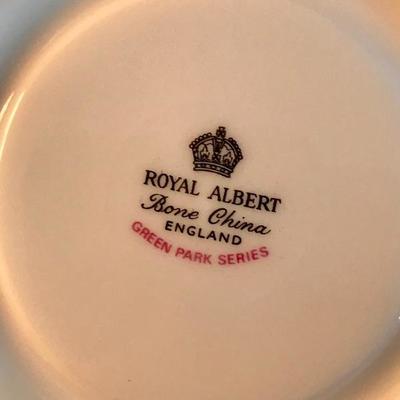 ROYAL ALBERT
Bone China
ENGLAND
GREEN PARK SERIES